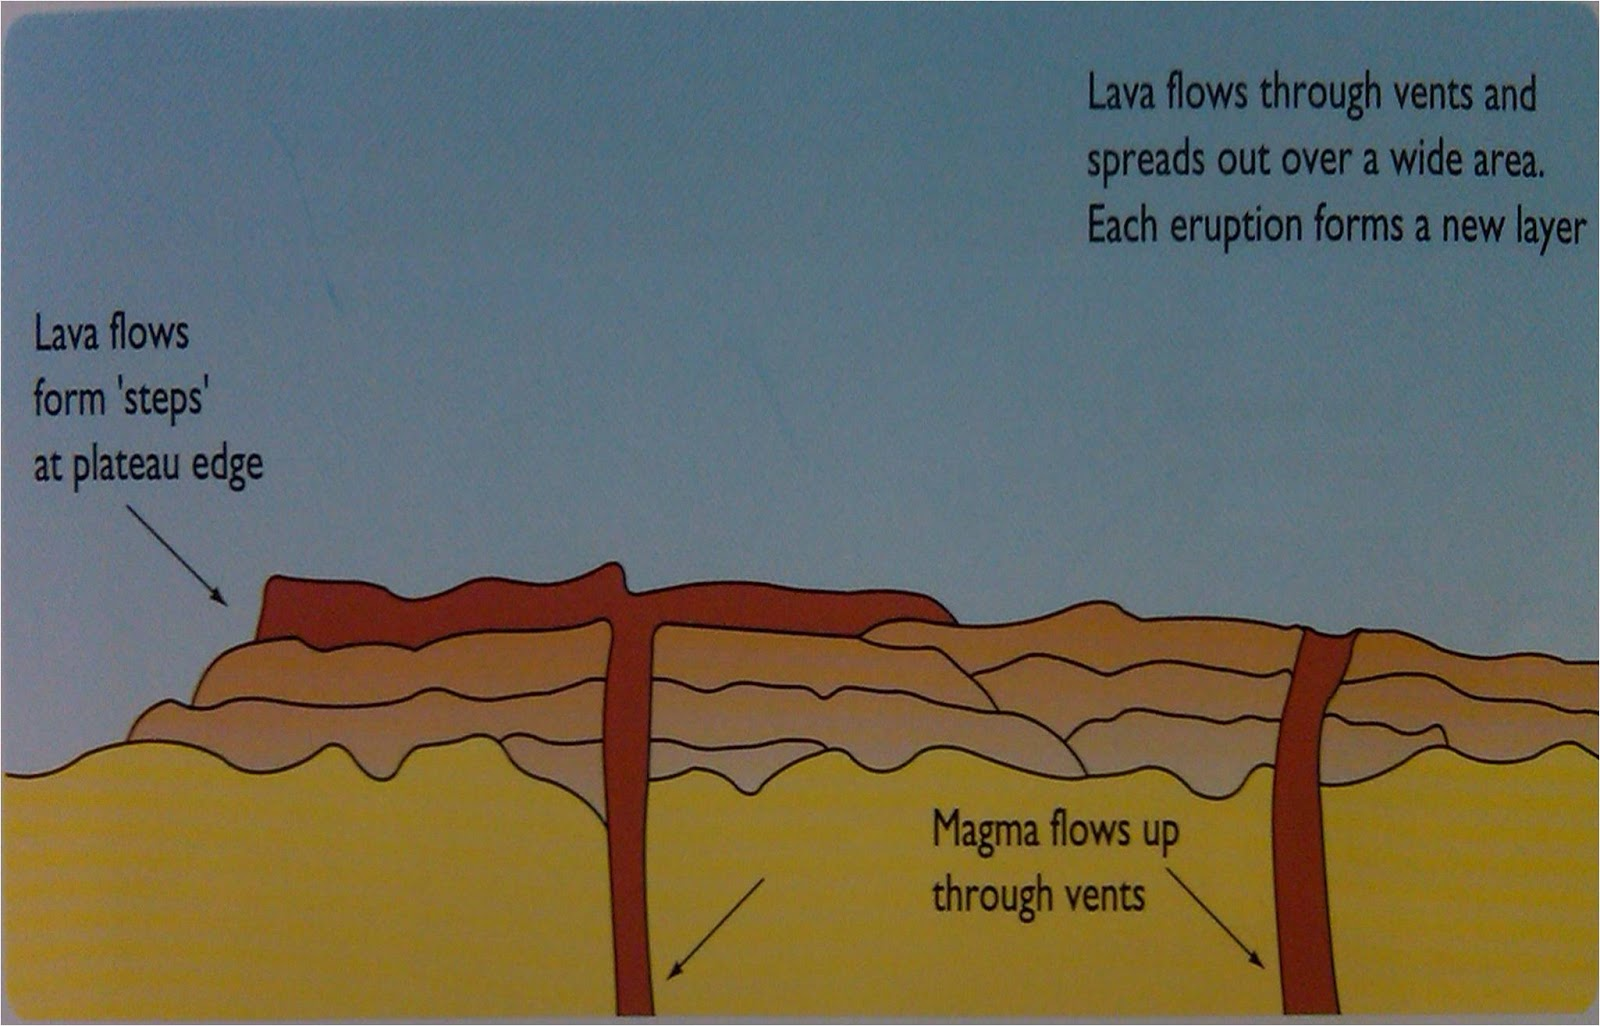 Lava flows through vents and
spreads out over a wide area.
Each eruption forms a new layer
Lava flows
form 'steps'
at plateau edge
Magma flows up
through vents